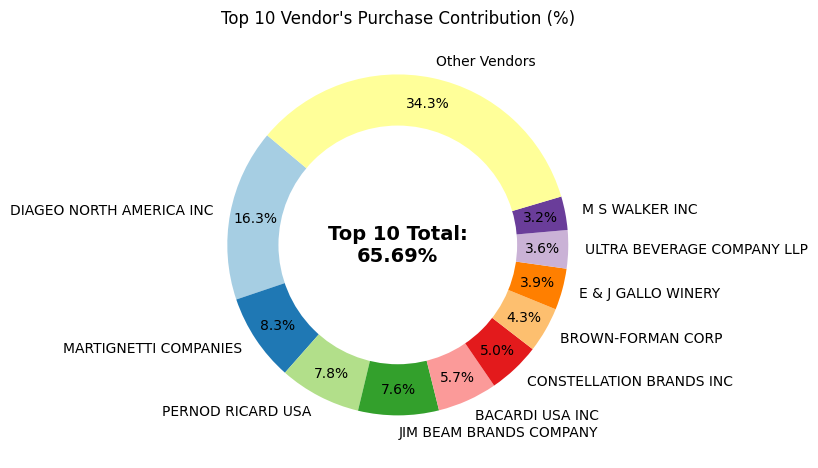 Top 10 Vendor's Purchase Contribution (%)
Other Vendors
34.3%
DIAGEO NORTH AMERICA INC
16.3%
MARTIGNETTI COMPANIES
8.3%
PERNOD RICARD USA
7.8%
JIM BEAM BRANDS COMPANY
7.6%
BACARDI USA INC
5.7%
CONSTELLATION BRANDS INC
5.0%
BROWN-FORMAN CORP
4.3%
E & J GALLO WINERY
3.9%
ULTRA BEVERAGE COMPANY LLP
3.6%
M S WALKER INC
3.2%
Top 10 Total:
65.69%